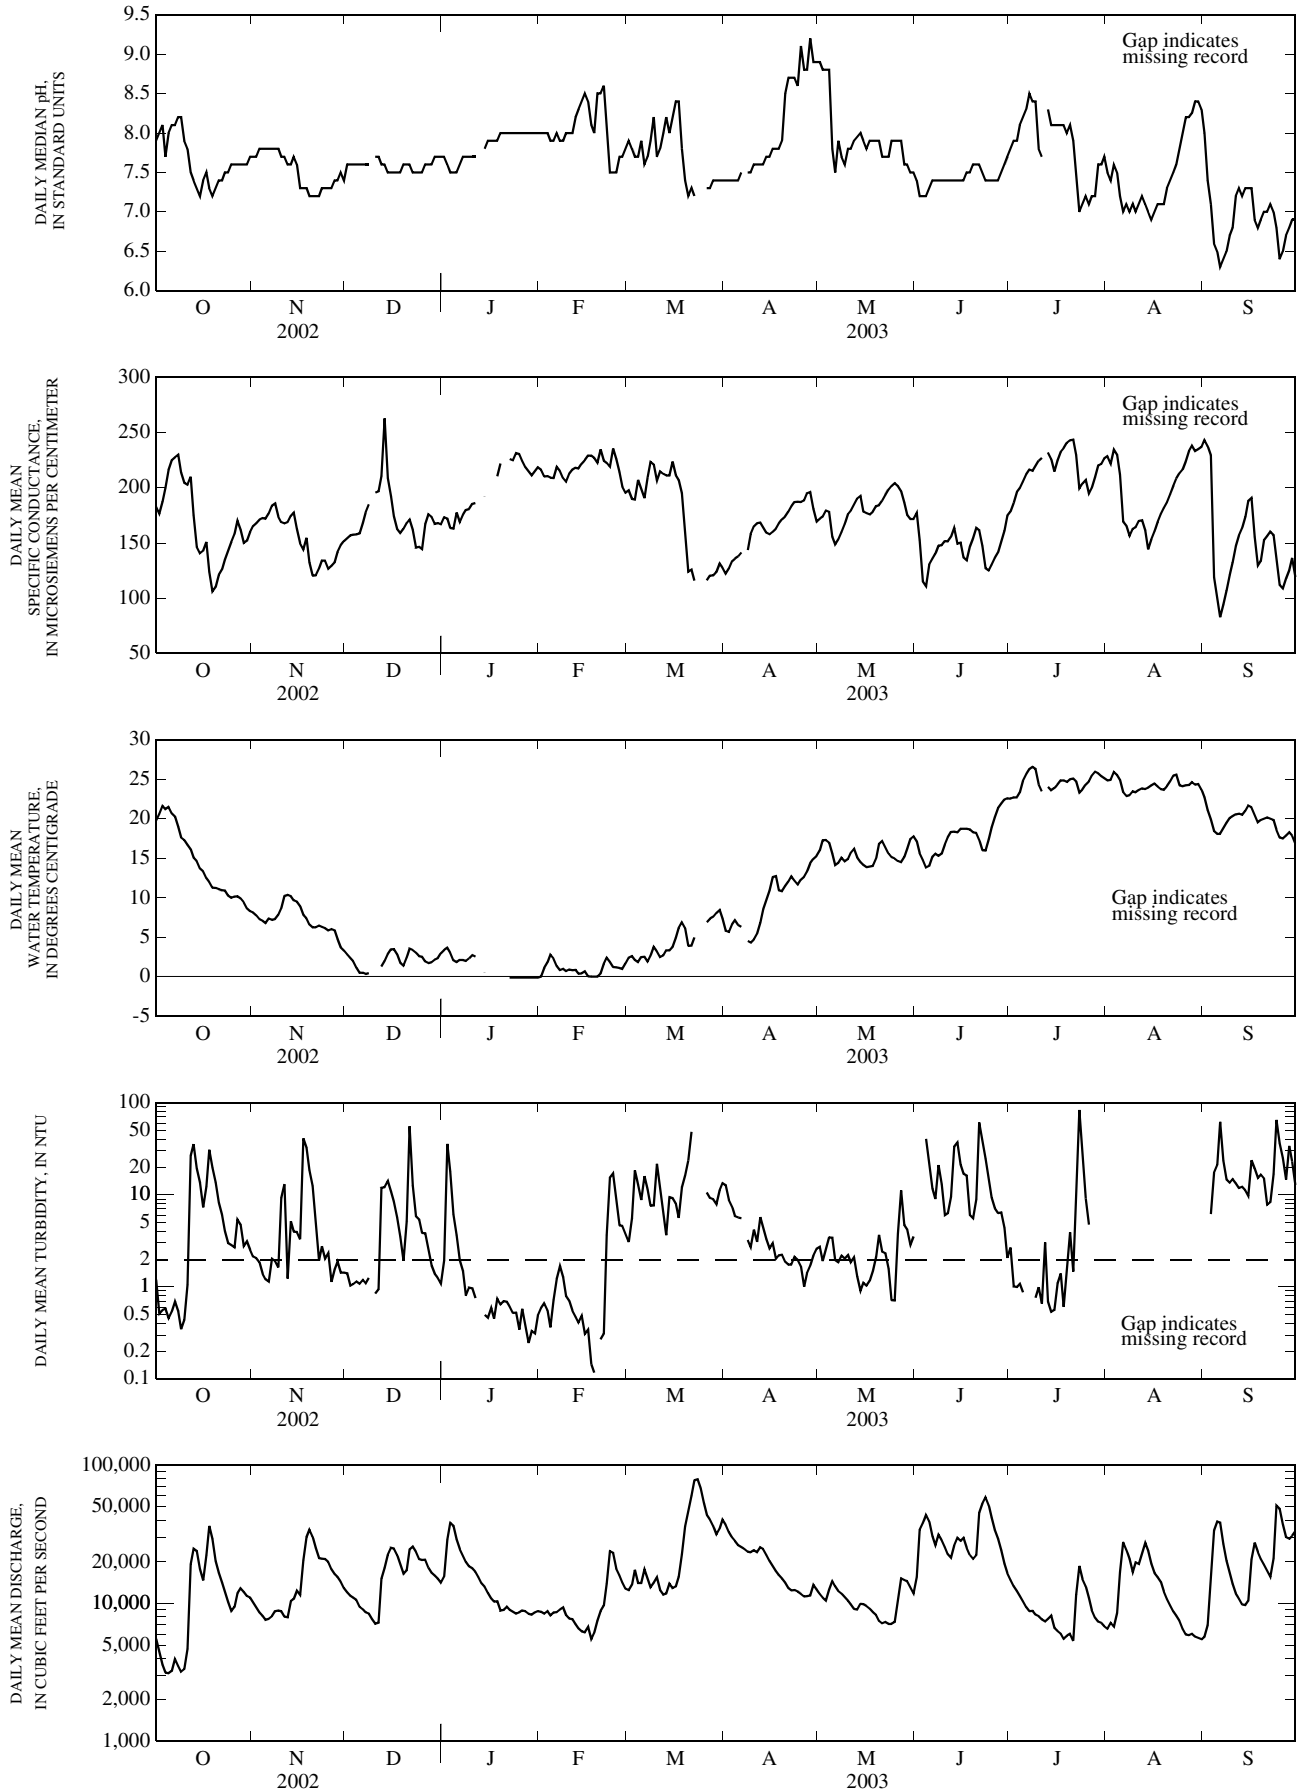 DAILY MEDIAN pH,
IN STANDARD UNITS
9.5
9.0
8.5
8.0
7.5
7.0
6.5
6.0
Gap indicates
missing record
O N D J F M A M J J A S
2002 2003
DAILY MEAN
SPECIFIC CONDUCTANCE,
IN MICROSIEMENS PER CENTIMETER
300
250
200
150
100
50
Gap indicates
missing record
O N D J F M A M J J A S
2002 2003
DAILY MEAN
WATER TEMPERATURE,
IN DEGREES CENTIGRADE
30
25
20
15
10
5
0
-5
Gap indicates
missing record
O N D J F M A M J J A S
2002 2003
DAILY MEAN TURBIDITY, IN NTU
100
50
20
10
5
2
1
0.5
0.2
0.1
Gap indicates
missing record
O N D J F M A M J J A S
2002 2003
DAILY MEAN DISCHARGE,
IN CUBIC FEET PER SECOND
100,000
50,000
20,000
10,000
5,000
2,000
1,000
O N D J F M A M J J A S
2002 2003